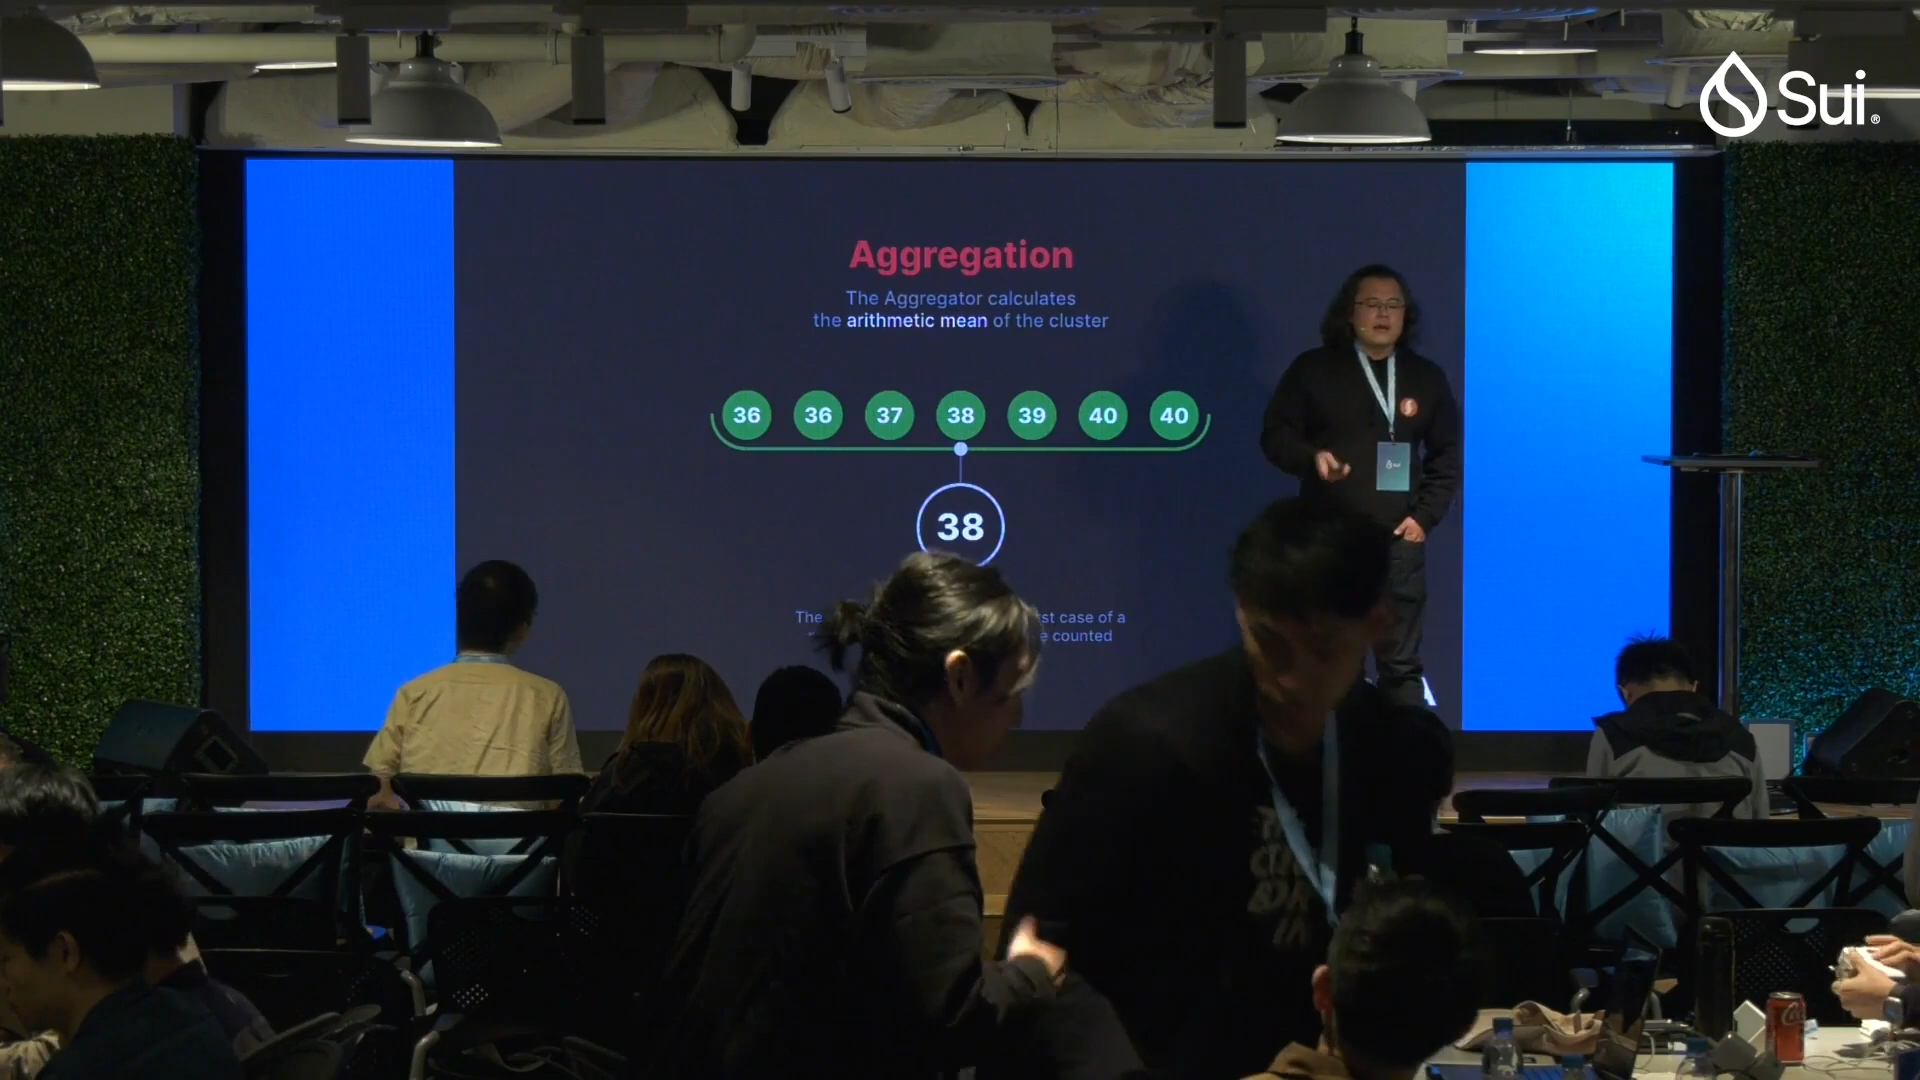 Sui
Aggregation
The Aggregator calculates
the arithmetic mean of the cluster
36 36 37 38 39 40 40
38
The
case of a
counted
Sui